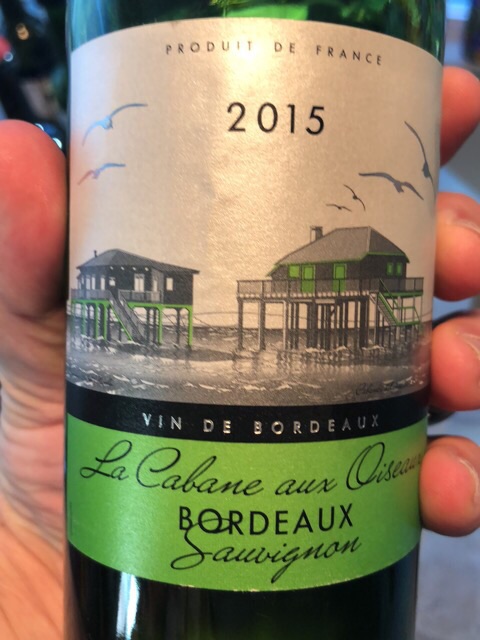 PRODUIT DE FRANCE
2015
VIN DE BORDEAUX
La Cabane aux Oiseaux
BORDEAUX
Sauvignon